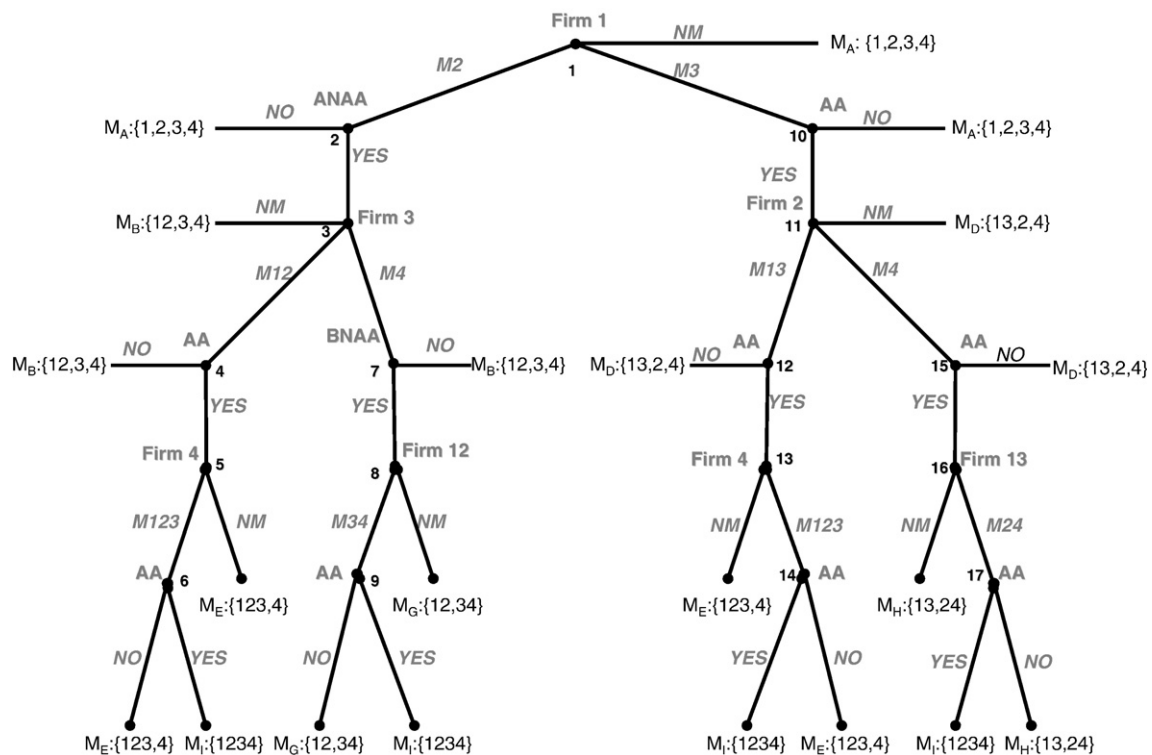 Firm 1
NM
M_A: {1,2,3,4}
1
M2
M3
ANAA
AA
NO
NO
M_A:{1,2,3,4}
2
10
M_A:{1,2,3,4}
YES
YES
NM
Firm 3
Firm 2
NM
M_B:{12,3,4}
3
11
M_D:{13,2,4}
M12
M4
M13
M4
AA
BNAA
AA
AA
NO
NO
NO
NO
M_B:{12,3,4}
4
7
M_B:{12,3,4}
M_D:{13,2,4}
12
15
M_D:{13,2,4}
YES
YES
YES
YES
Firm 4
5
Firm 12
8
Firm 4
13
Firm 13
16
M123
NM
M34
NM
NM
M123
NM
M24
AA
6
AA
9
14
AA
17
AA
M_E:{123,4}
M_G:{12,34}
M_E:{123,4}
M_H:{13,24}
NO
YES
NO
YES
YES
NO
YES
NO
M_E:{123,4}
M_I:{1234}
M_G:{12,34}
M_I:{1234}
M_I:{1234}
M_E:{123,4}
M_I:{1234}
M_H:{13,24}